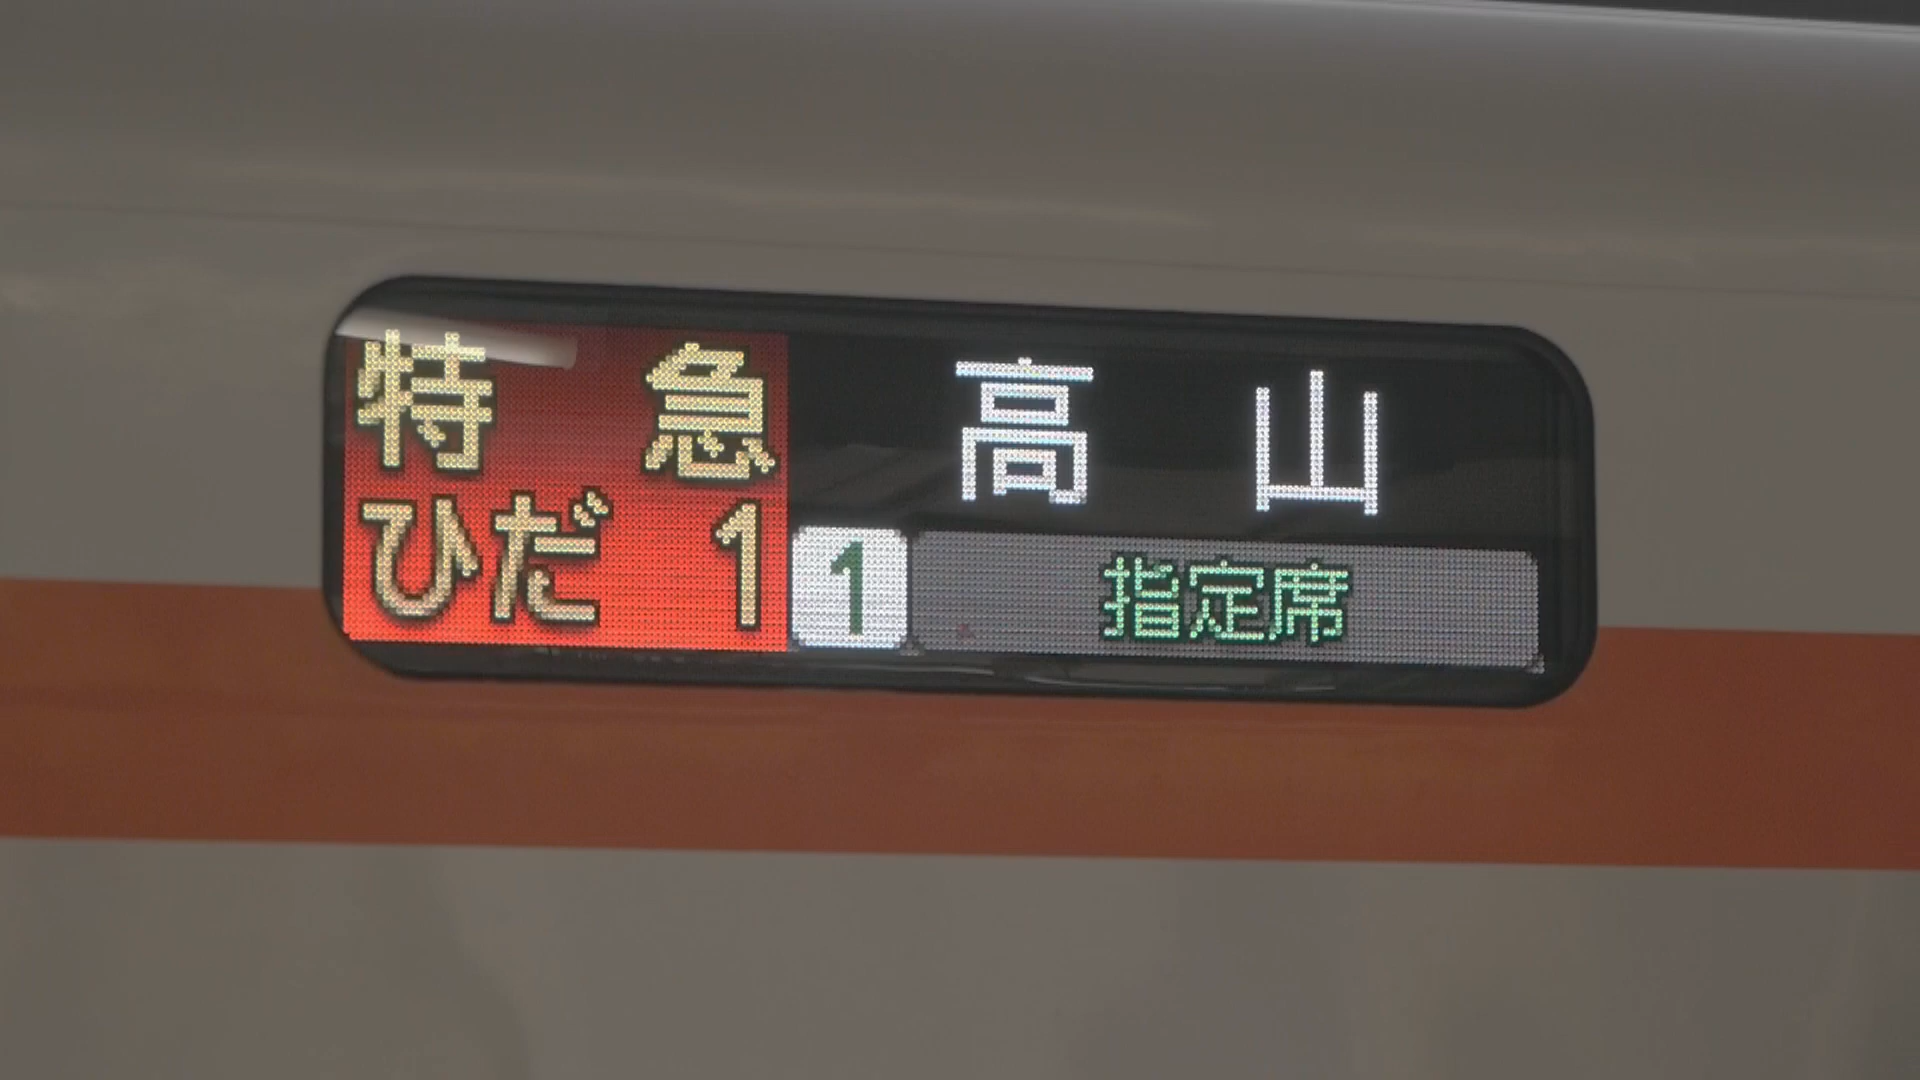 特急 高山
ひだ 1 1 指定席